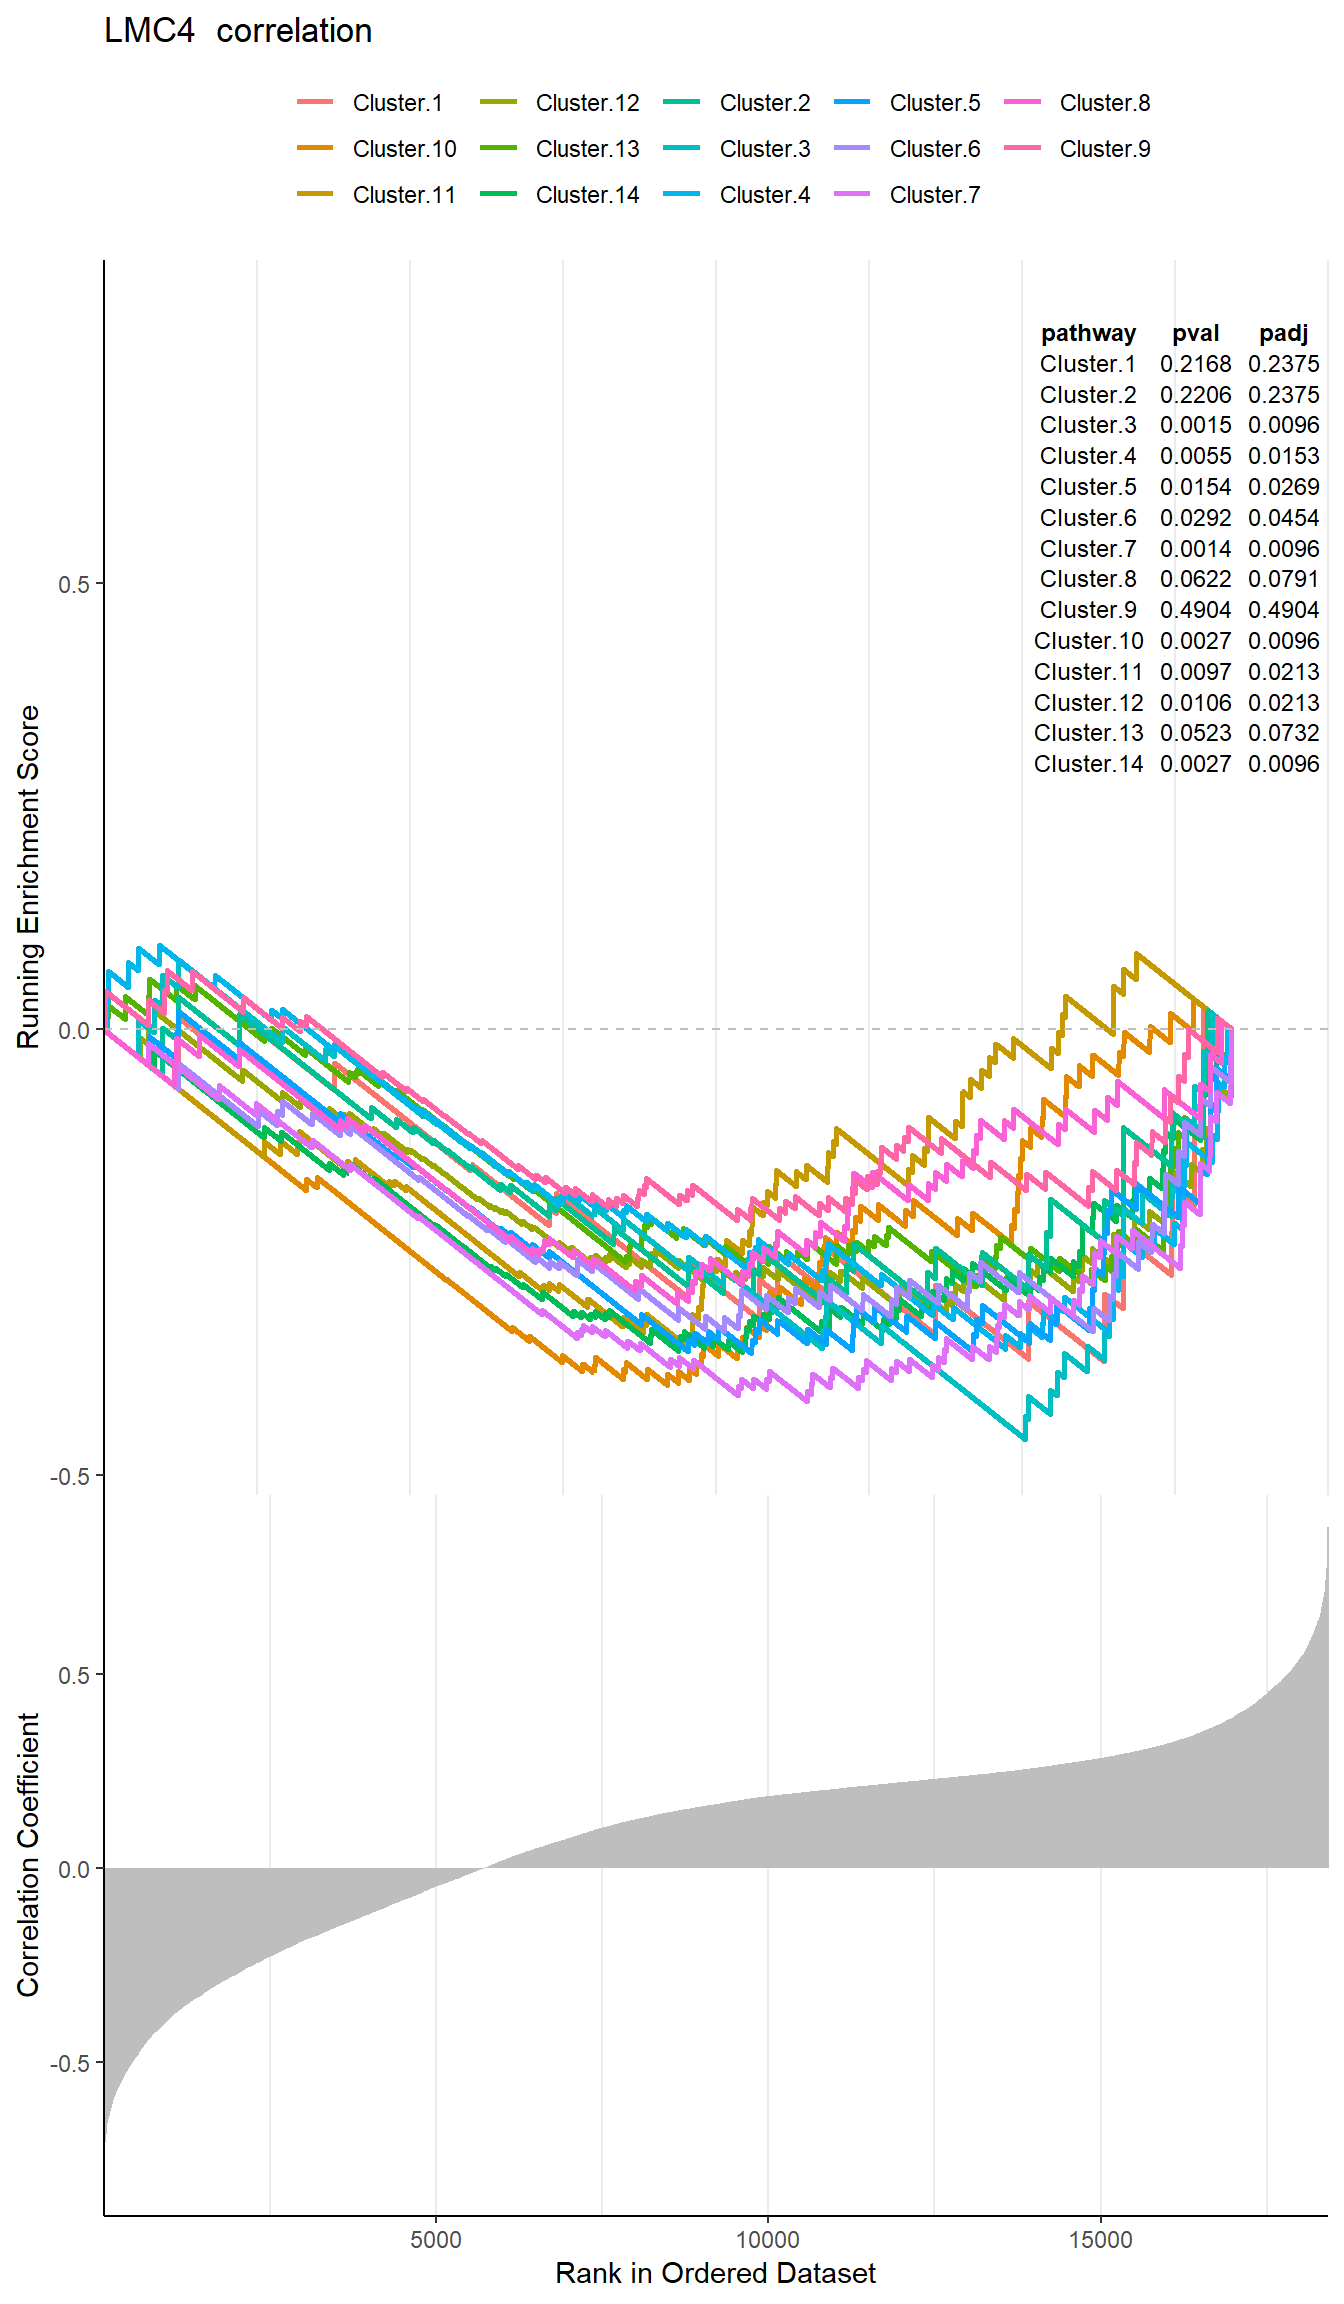 LMC4  correlation
Cluster.1 Cluster.12 Cluster.2 Cluster.5 Cluster.8
Cluster.10 Cluster.13 Cluster.3 Cluster.6 Cluster.9
Cluster.11 Cluster.14 Cluster.4 Cluster.7
pathway pval padj
Cluster.1 0.2168 0.2375
Cluster.2 0.2206 0.2375
Cluster.3 0.0015 0.0096
Cluster.4 0.0055 0.0153
Cluster.5 0.0154 0.0269
Cluster.6 0.0292 0.0454
Cluster.7 0.0014 0.0096
Cluster.8 0.0622 0.0791
Cluster.9 0.4904 0.4904
Cluster.10 0.0027 0.0096
Cluster.11 0.0097 0.0213
Cluster.12 0.0106 0.0213
Cluster.13 0.0523 0.0732
Cluster.14 0.0027 0.0096
Running Enrichment Score
0.5
0.0
-0.5
Correlation Coefficient
0.5
0.0
-0.5
5000 10000 15000
Rank in Ordered Dataset